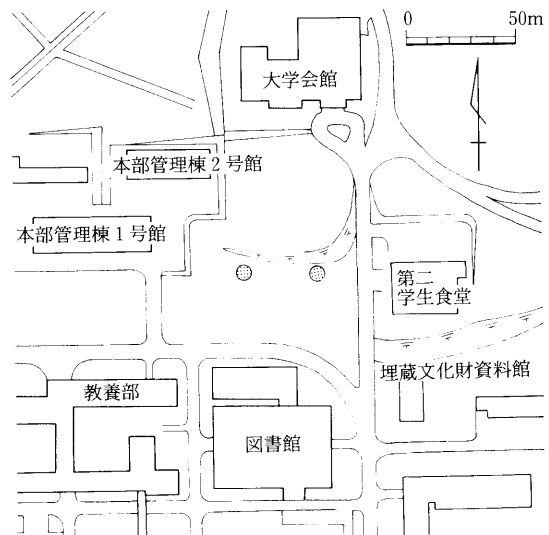 0 50m
大学会館
本部管理棟2号館
本部管理棟1号館
第二
学生食堂
埋蔵文化財資料館
教養部
図書館